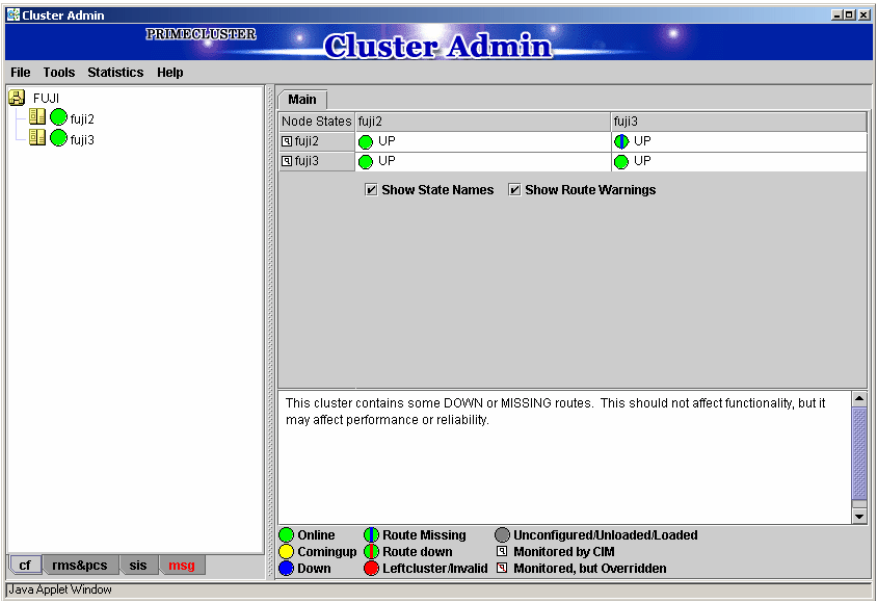 Cluster Admin
PRIMECLUSTER
Cluster Admin
File Tools Statistics Help
FUJI
fuji2
fuji3
Main
Node States fuji2 fuji3
fuji2 UP UP
fuji3 UP UP
Show State Names Show Route Warnings
This cluster contains some DOWN or MISSING routes. This should not affect functionality, but it
may affect performance or reliability.
Online Route Missing Unconfigured/Unloaded/Loaded
Comingup Route down Monitored by CIM
Down Leftcluster/Invalid Monitored, but Overridden
cf rms&pcs sis msg
Java Applet Window